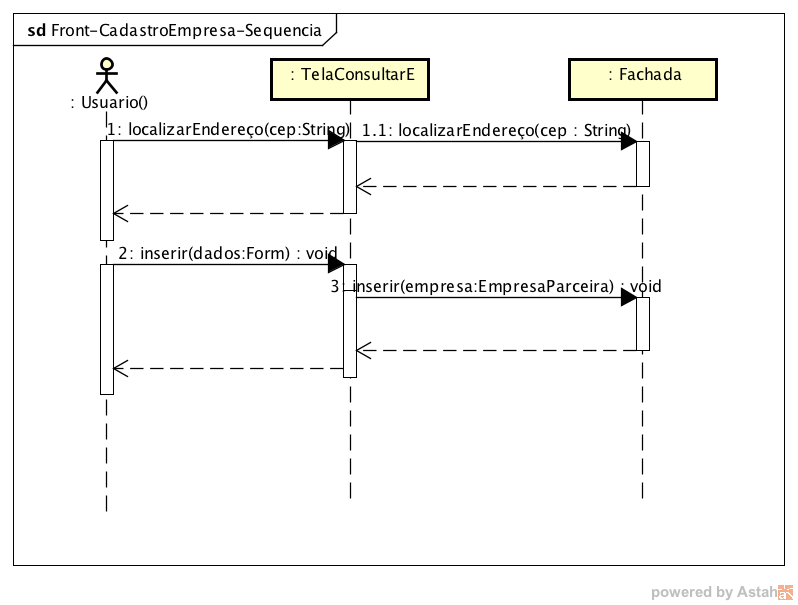 sd Front-CadastroEmpresa-Sequencia
: Usuario()
: TelaConsultarE
: Fachada
1: localizarEndereço(cep:String)
1.1: localizarEndereço(cep : String)
2: inserir(dados:Form) : void
3: inserir(empresa:EmpresaParceira) : void
powered by Astah